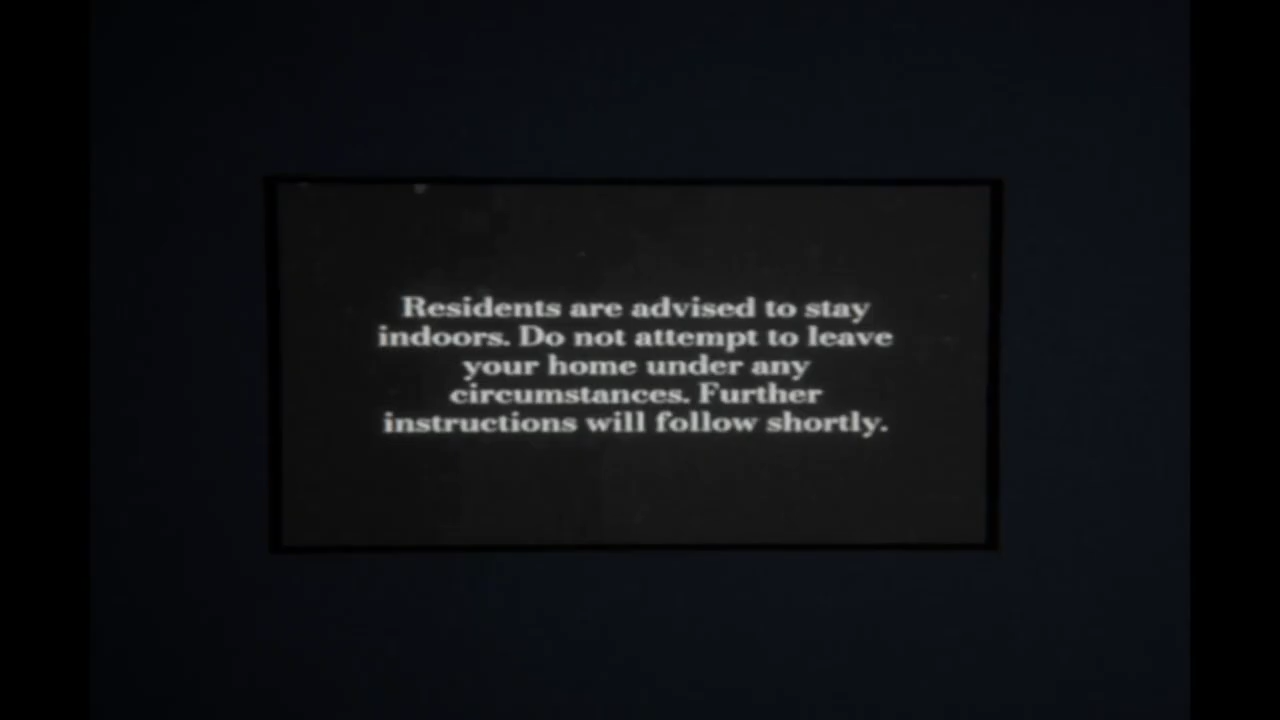 Residents are advised to stay
indoors. Do not attempt to leave
your home under any
circumstances. Further
instructions will follow shortly.